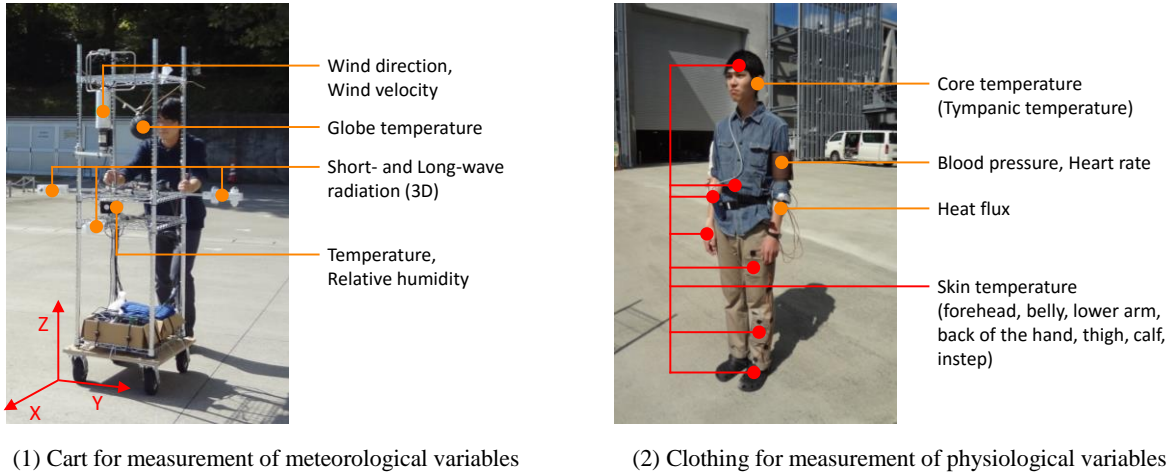 Wind direction,
Wind velocity
Globe temperature
Short- and Long-wave
radiation (3D)
Temperature,
Relative humidity
Z
Y
X
(1) Cart for measurement of meteorological variables
Core temperature
(Tympanic temperature)
Blood pressure, Heart rate
Heat flux
Skin temperature
(forehead, belly, lower arm,
back of the hand, thigh, calf,
instep)
(2) Clothing for measurement of physiological variables